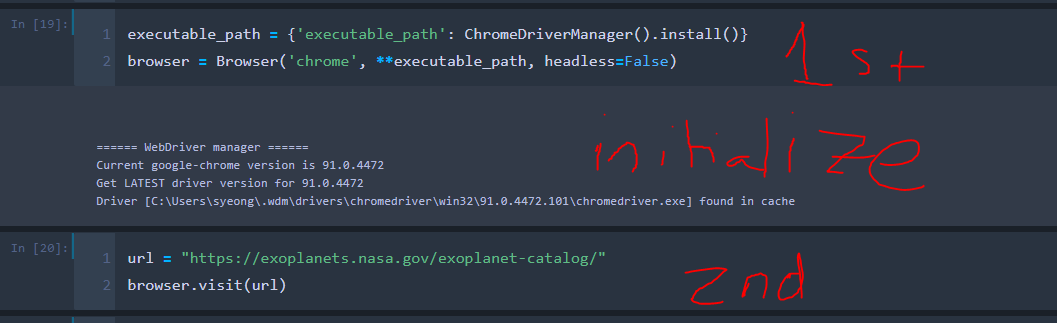 In [19]:
1 executable_path = {'executable_path': ChromeDriverManager().install()}
2 browser = Browser('chrome', **executable_path, headless=False)
1st
initialize
====== WebDriver manager ======
Current google-chrome version is 91.0.4472
Get LATEST driver version for 91.0.4472
Driver [C:\Users\syeong\.wdm\drivers\chromedriver\win32\91.0.4472.101\chromedriver.exe] found in cache
In [20]:
1 url = "https://exoplanets.nasa.gov/exoplanet-catalog/"
2 browser.visit(url)
2nd